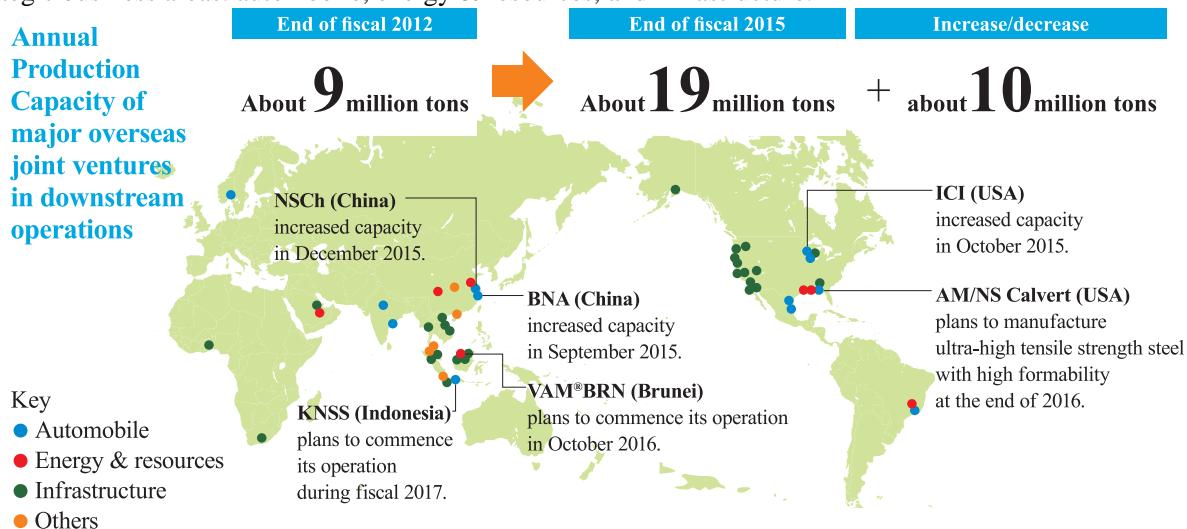 End of fiscal 2012
End of fiscal 2015
Increase/decrease
Annual
Production
Capacity of
major overseas
joint ventures
in downstream
operations
About 9 million tons
About 19 million tons
+ about 10 million tons
NSCh (China)
increased capacity
in December 2015.
BNA (China)
increased capacity
in September 2015.
VAM®BRN (Brunei)
plans to commence its operation
in October 2016.
KNSS (Indonesia)
plans to commence
its operation
during fiscal 2017.
ICI (USA)
increased capacity
in October 2015.
AM/NS Calvert (USA)
plans to manufacture
ultra-high tensile strength steel
with high formability
at the end of 2016.
Key
Automobile
Energy & resources
Infrastructure
Others